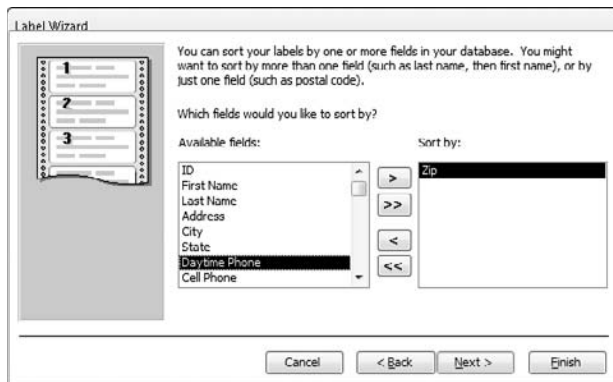 Label Wizard
1
2
3
You can sort your labels by one or more fields in your database. You might
want to sort by more than one field (such as last name, then first name), or by
just one field (such as postal code).
Which fields would you like to sort by?
Available fields:
Sort by:
ID
First Name
Last Name
Address
City
State
Daytime Phone
Cell Phone
>
>>
<
<<
Zip
Cancel
< Back
Next >
Finish